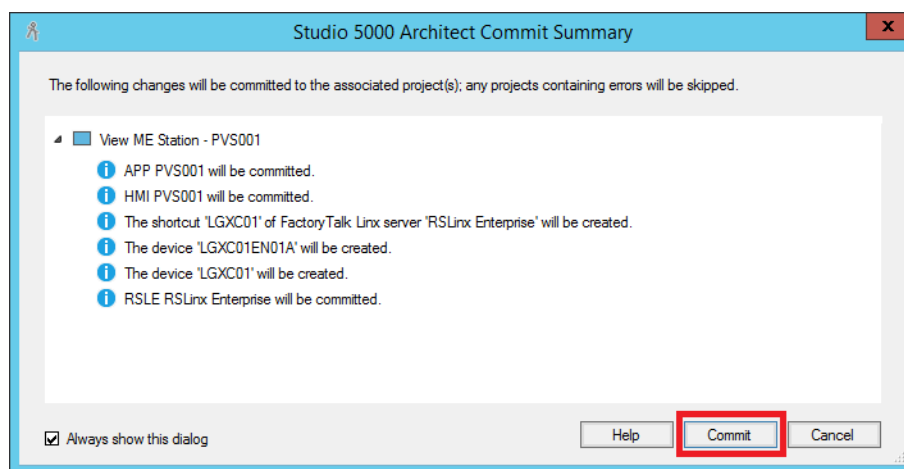 Studio 5000 Architect Commit Summary
x
The following changes will be committed to the associated project(s); any projects containing errors will be skipped.
View ME Station - PVS001
APP PVS001 will be committed.
HMI PVS001 will be committed.
The shortcut 'LGXC01' of FactoryTalk Linx server 'RSLinx Enterprise' will be created.
The device 'LGXC01EN01A' will be created.
The device 'LGXC01' will be created.
RSLE RSLinx Enterprise will be committed.
Always show this dialog
Help
Commit
Cancel